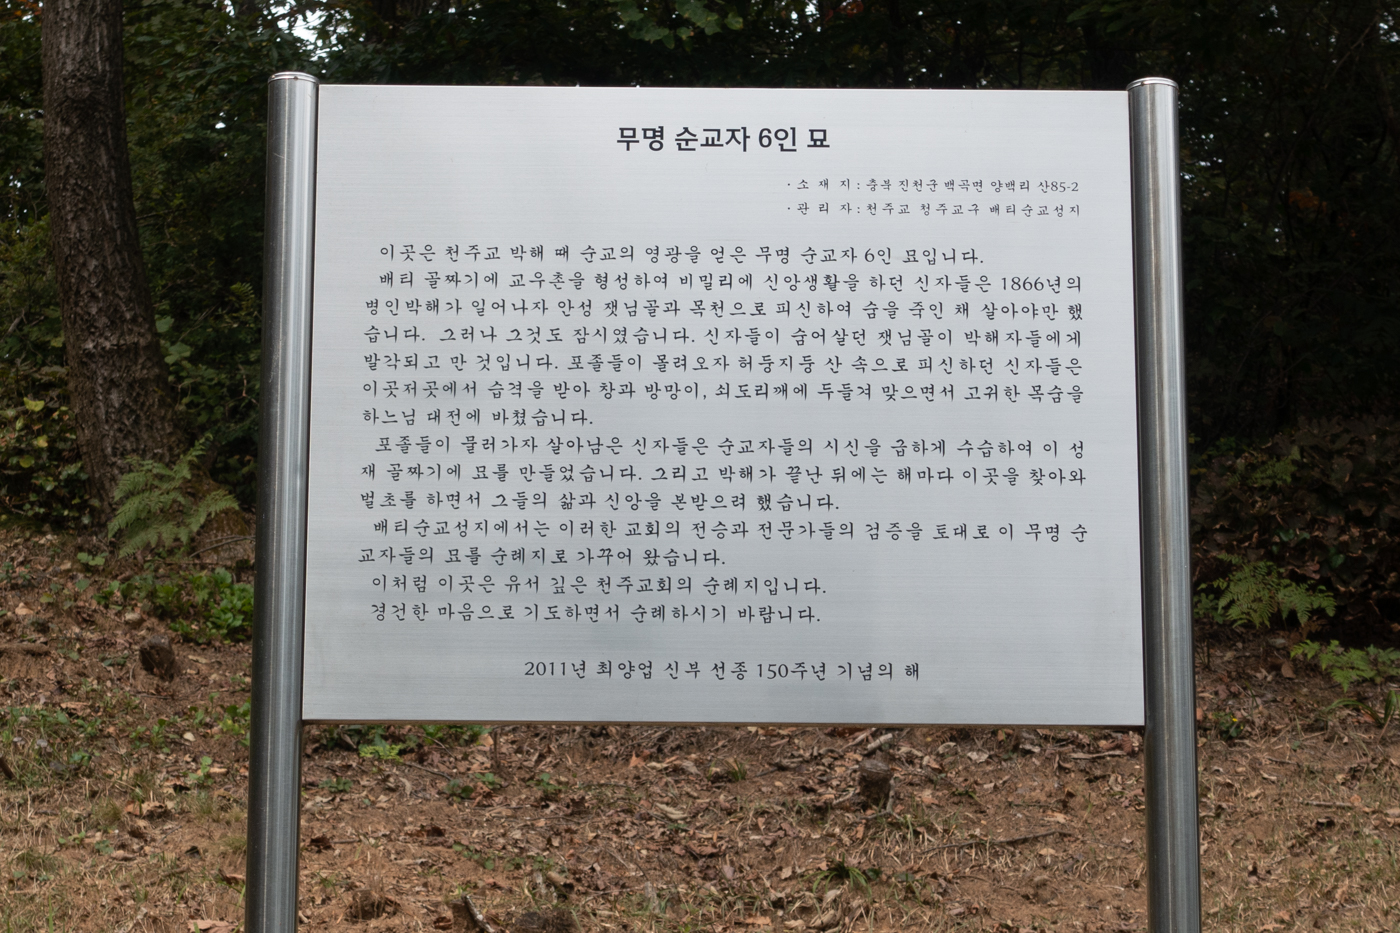 무명 순교자 6인 묘
· 소 재 지 : 충북 진천군 백곡면 양백리 산85-2
· 관 리 자 : 천주교 청주교구 배티순교성지
이곳은 천주교 박해 때 순교의 영광을 얻은 무명 순교자 6인 묘입니다.
배티 골짜기에 교우촌을 형성하여 비밀리에 신앙생활을 하던 신자들은 1866년의
병인박해가 일어나자 안성 잿님골과 목천으로 피신하여 숨을 죽인 채 살아야만 했
습니다. 그러나 그것도 잠시였습니다. 신자들이 숨어살던 잿님골이 박해자들에게
발각되고 만 것입니다. 포졸들이 몰려오자 허둥지둥 산 속으로 피신하던 신자들은
이곳저곳에서 습격을 받아 창과 방망이, 쇠도리깨에 두들겨 맞으면서 고귀한 목숨을
하느님 대전에 바쳤습니다.
포졸들이 물러가자 살아남은 신자들은 순교자들의 시신을 급하게 수습하여 이 성
재 골짜기에 묘를 만들었습니다. 그리고 박해가 끝난 뒤에는 해마다 이곳을 찾아와
벌초를 하면서 그들의 삶과 신앙을 본받으려 했습니다.
배티순교성지에서는 이러한 교회의 전승과 전문가들의 검증을 토대로 이 무명 순
교자들의 묘를 순례지로 가꾸어 왔습니다.
이처럼 이곳은 유서 깊은 천주교회의 순례지입니다.
경건한 마음으로 기도하면서 순례하시기 바랍니다.
2011년 최양업 신부 선종 150주년 기념의 해